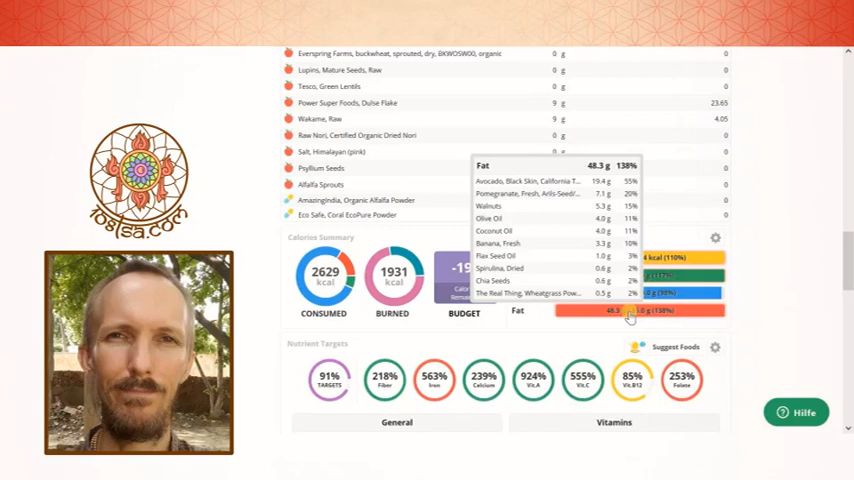 Everspring Farms, buckwheat, sprouted, dry, BKWOSW00, organic 0 g 0
Lupins, Mature Seeds, Raw 0 g 0
Tesco, Green Lentils 0 g 0
Power Super Foods, Dulse Flake 9 g 23.65
Wakame, Raw 9 g 4.05
Raw Nori, Certified Organic Dried Nori 0 g 0
Salt, Himalayan (pink) 0
Psyllium Seeds 0
Alfalfa Sprouts 0
AmazingIndia, Organic Alfalfa Powder 0
Eco Safe, Coral EcoPure Powder 0
Fat 48.3 g 138%
Avocado, Black Skin, California T... 19.4 g 55%
Pomegranate, Fresh, Arils-Seed/... 7.1 g 20%
Walnuts 5.3 g 15%
Olive Oil 4.0 g 11%
Coconut Oil 4.0 g 11%
Banana, Fresh 3.3 g 10%
Flax Seed Oil 1.0 g 3%
Spirulina, Dried 0.6 g 2%
Chia Seeds 0.6 g 2%
The Real Thing, Wheatgrass Pow... 0.5 g 2%
108lsa.com
Calories Summary
2629
kcal
CONSUMED
1931
kcal
BURNED
BUDGET
4 kcal (110%)
Fat 48.3 5.0 g (138%)
Nutrient Targets
Suggest Foods
91%
TARGETS
218%
Fiber
563%
Iron
239%
Calcium
924%
Vit.A
555%
Vit.C
85%
Vit.B12
253%
Folate
General
Vitamins
Hilfe